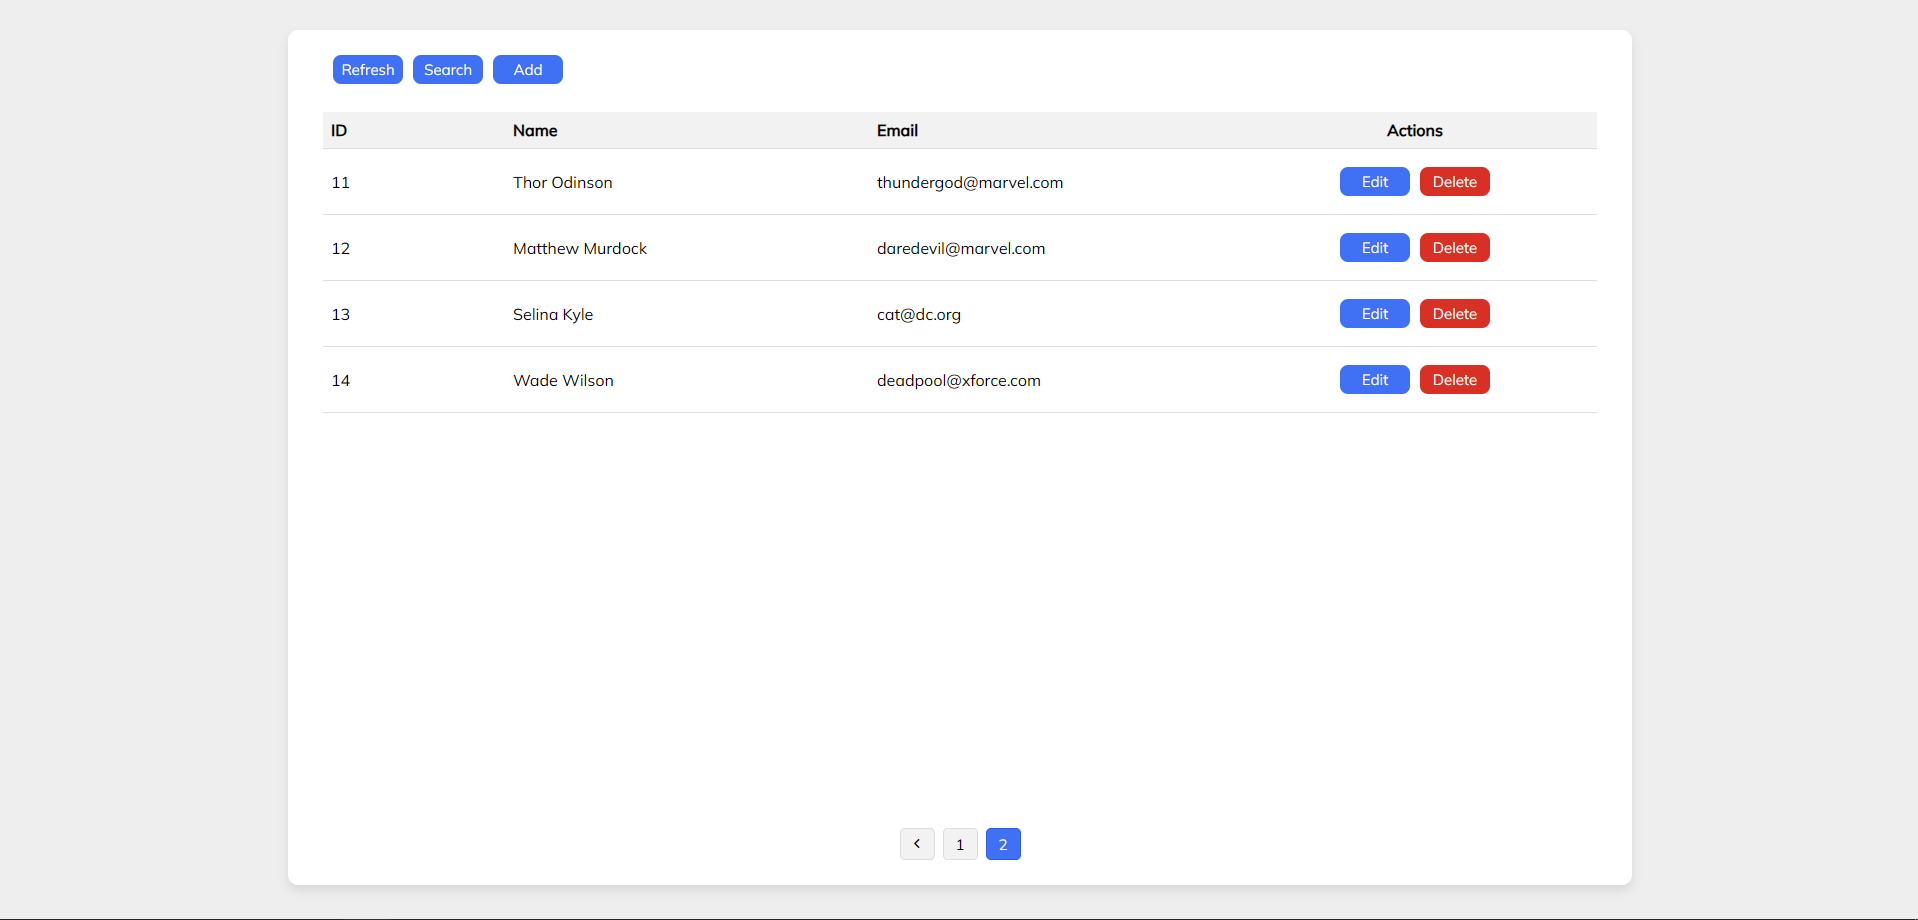 Refresh Search Add
ID Name Email Actions
11 Thor Odinson thundergod@marvel.com Edit Delete
12 Matthew Murdock daredevil@marvel.com Edit Delete
13 Selina Kyle cat@dc.org Edit Delete
14 Wade Wilson deadpool@xforce.com Edit Delete
1 2